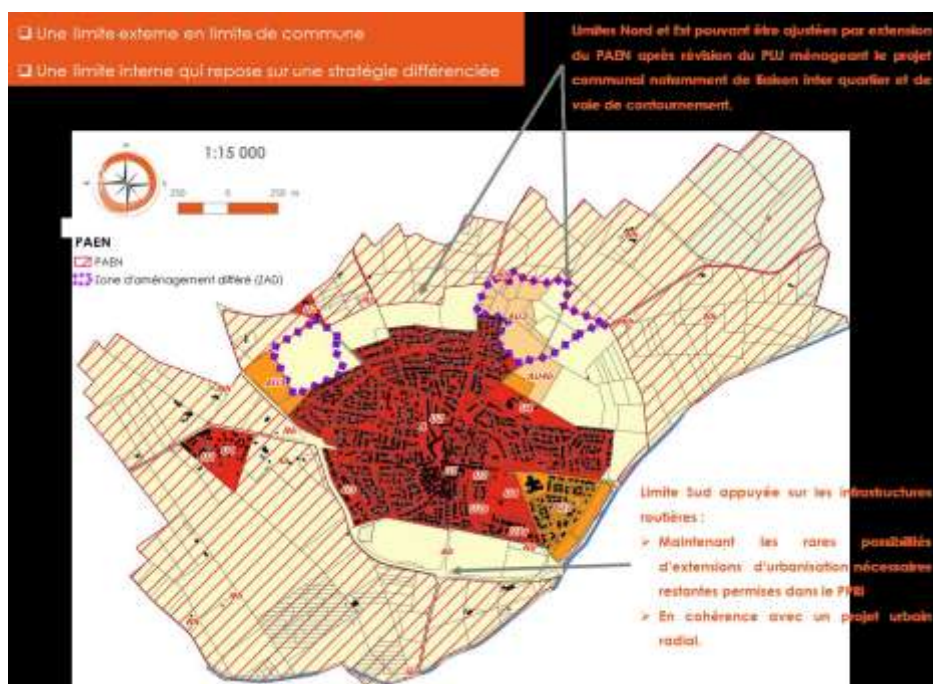 ❑ Une limite externe en limite de commune
❑ Une limite interne qui repose sur une stratégie différenciée
Limites Nord et Est pouvant être ajustées par extension
du PAEN après révision du PLU ménageant le projet
communal notamment de liaison inter quartier et de
voie de contournement.
1:15 000
250 0 250 m
PAEN
PAEN
Zone d'aménagement différé (ZAD)
Limite Sud appuyée sur les infrastructures
routières :
➢ Maintenant les rares possibilités
d'extensions d'urbanisation nécessaires
restantes permises dans le PPRI
➢ En cohérence avec un projet urbain
radial.